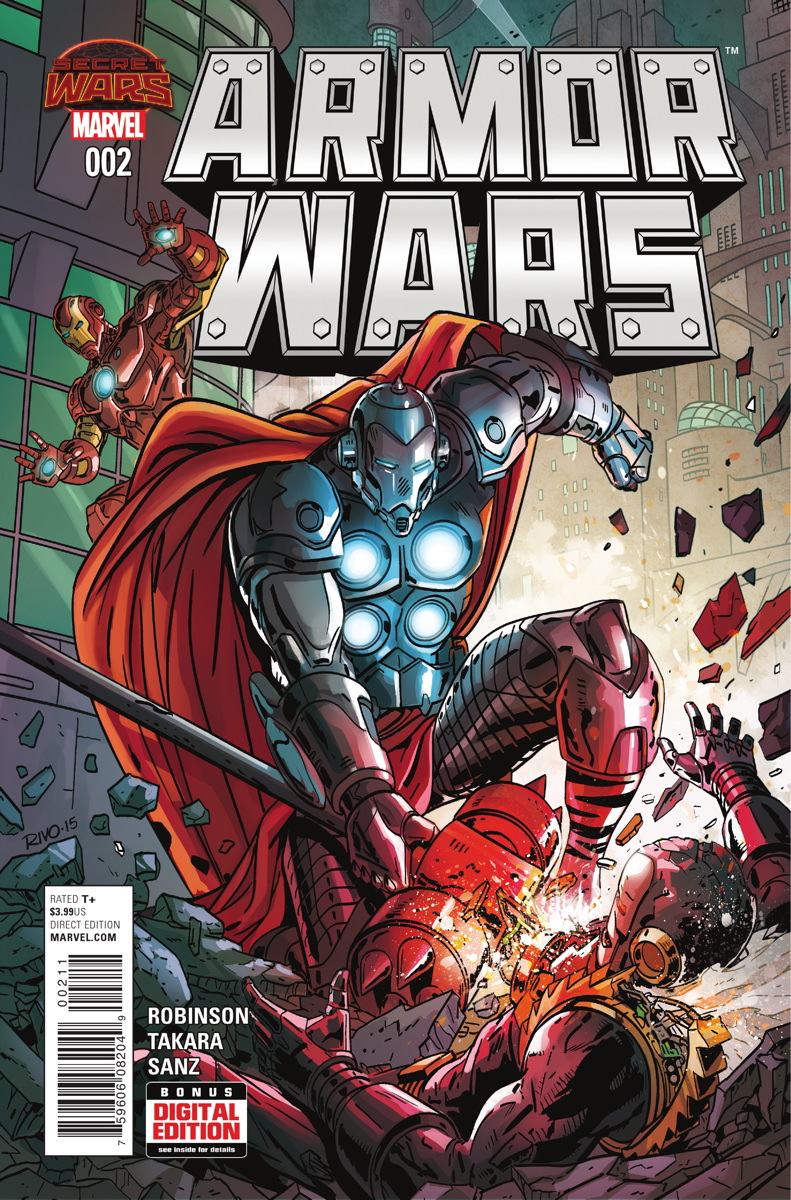 SECRET
WARS
MARVEL
002
ARMOR
WARS
™
RIVO·15
RATED T+
$3.99US
DIRECT EDITION
MARVEL.COM
00211
7 59606 08204 9
ROBINSON
TAKARA
SANZ
BONUS
DIGITAL
EDITION
see inside for details